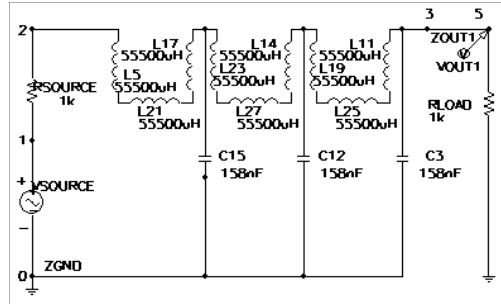 2
L17
55500uH
L5
55500uH
RSOURCE
1k
L21
55500uH
1
+
VSOURCE
−
0
ZGND
L14
55500uH
L23
55500uH
L27
55500uH
C15
158nF
L11
55500uH
L19
55500uH
L25
55500uH
C12
158nF
C3
158nF
3
5
ZOUT1
V
VOUT1
RLOAD
1k